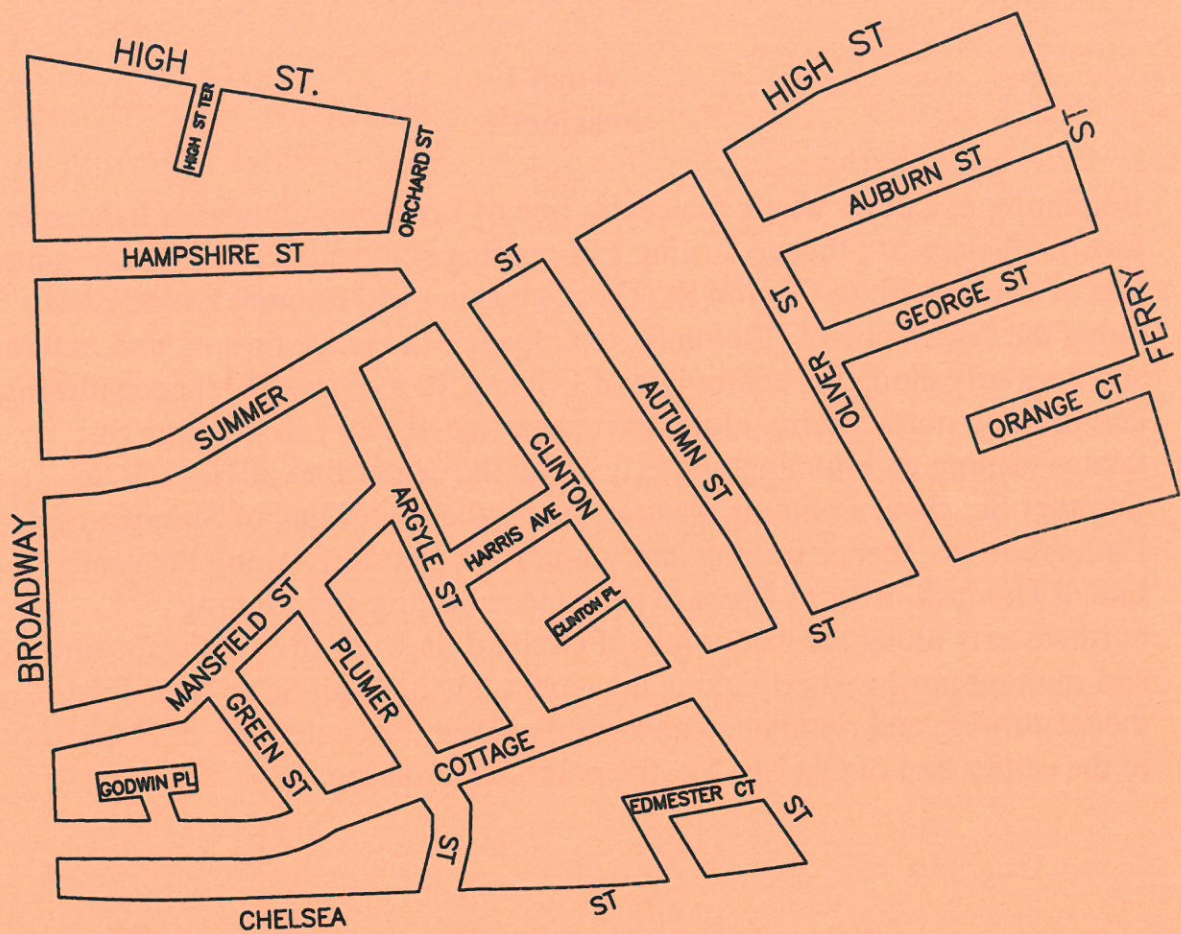 HIGH ST.
HIGH ST TER
ORCHARD ST
HAMPSHIRE ST
HIGH ST
AUBURN ST
ST
GEORGE ST
FERRY
ORANGE CT
ST
ST
OLIVER
SUMMER
AUTUMN ST
CLINTON
ARGYLE ST
HARRIS AVE
CLINTON PL
BROADWAY
MANSFIELD ST
PLUMER
GREEN ST
ST
GODWIN PL
COTTAGE
EDMESTER CT
ST
ST
ST
CHELSEA